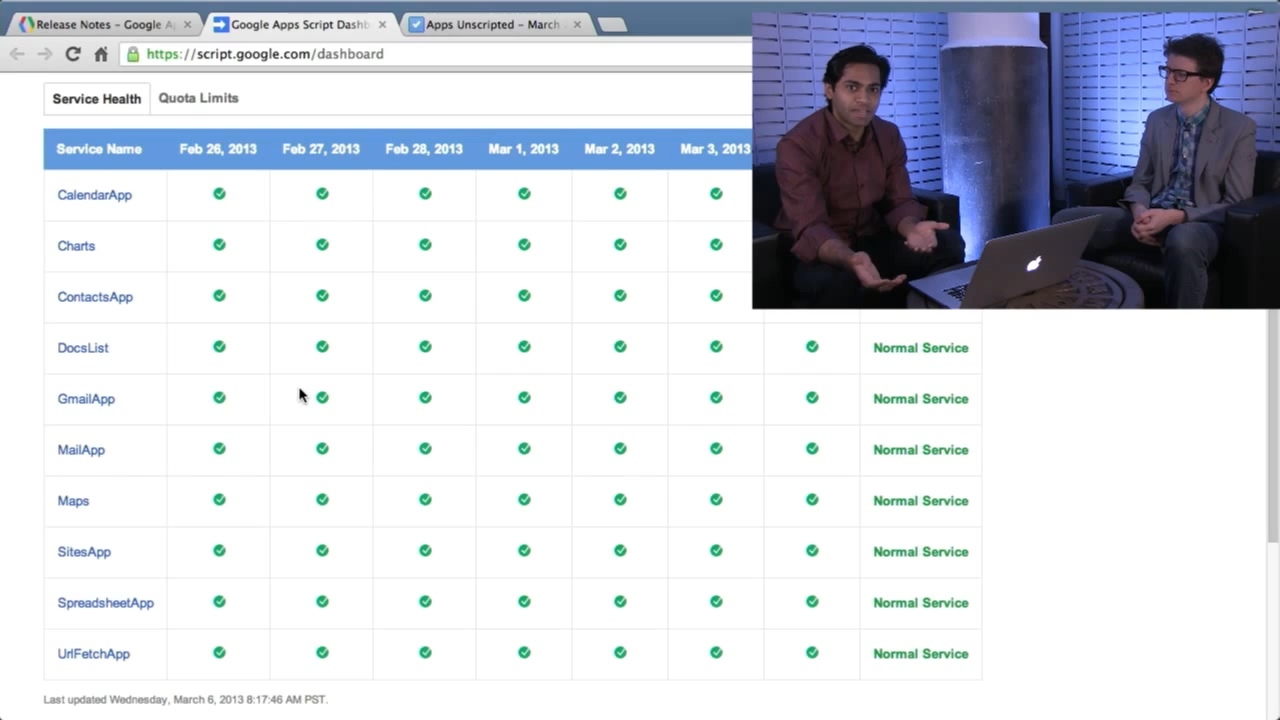 Release Notes – Google A
Google Apps Script Dashb
Apps Unscripted – March
https://script.google.com/dashboard
Service Health Quota Limits
Service Name Feb 26, 2013 Feb 27, 2013 Feb 28, 2013 Mar 1, 2013 Mar 2, 2013 Mar 3, 2013
CalendarApp
Charts
ContactsApp
DocsList Normal Service
GmailApp Normal Service
MailApp Normal Service
Maps Normal Service
SitesApp Normal Service
SpreadsheetApp Normal Service
UrlFetchApp Normal Service
Last updated Wednesday, March 6, 2013 8:17:46 AM PST.